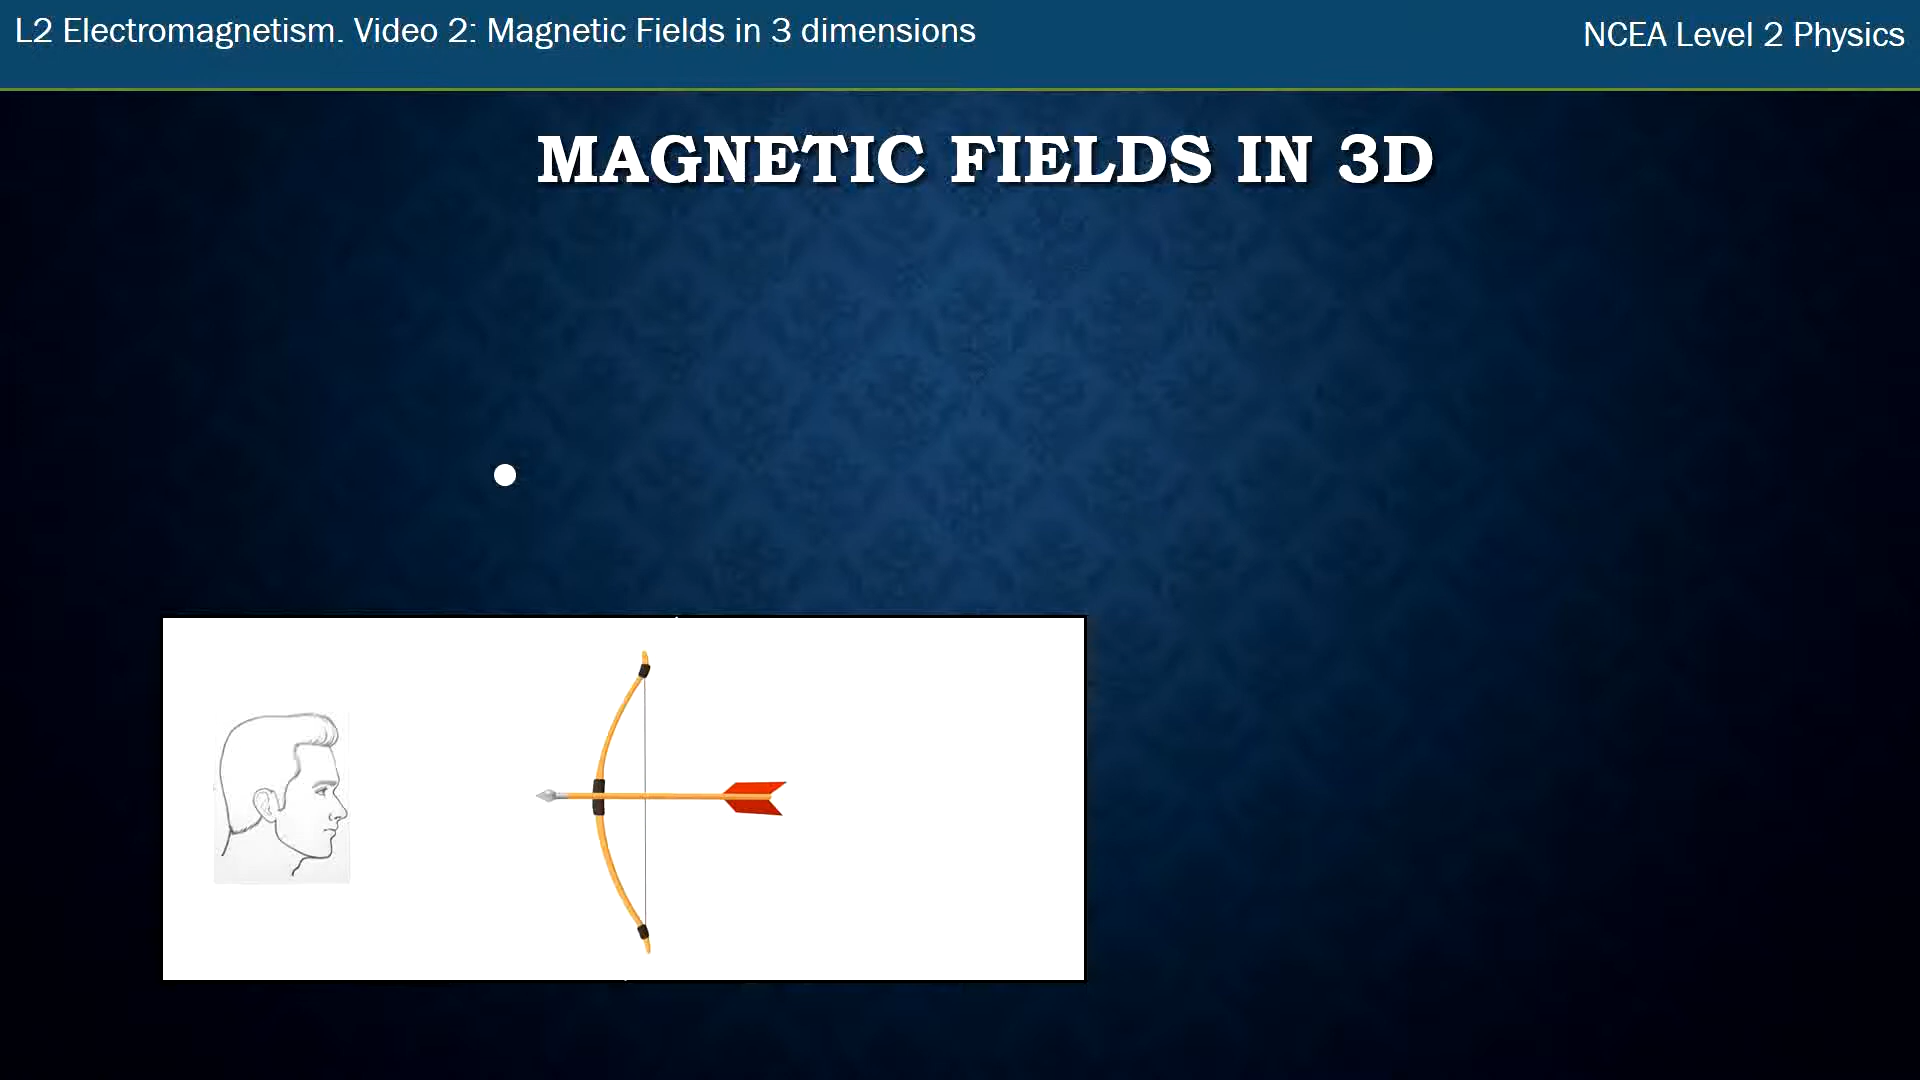 L2 Electromagnetism. Video 2: Magnetic Fields in 3 dimensions
NCEA Level 2 Physics
MAGNETIC FIELDS IN 3D